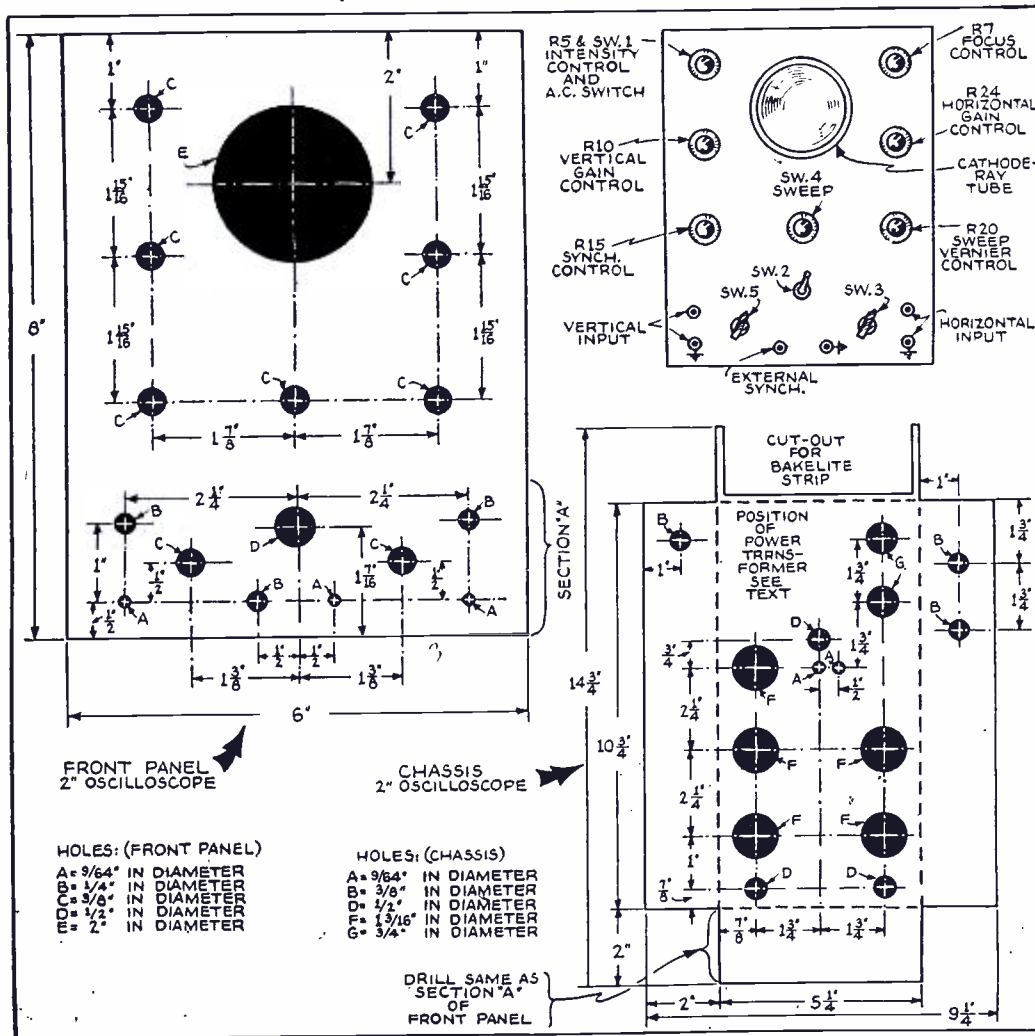 8"
1"
C
2"
1"
C
E
1 15/16"
1 15/16"
C
C
1 15/16"
1 15/16"
C
C
C
1 7/8"
1 7/8"
2 1/4"
2 1/4"
B
B
C
D
C
1"
1/2"
B
A
1 7/16"
1/2"
A
A
1/2"
1/2"
1/2"
1 3/8"
1 3/8"
6"
SECTION "A"
FRONT PANEL
2" OSCILLOSCOPE
HOLES: (FRONT PANEL)
A= 9/64" IN DIAMETER
B= 1/4" IN DIAMETER
C= 3/8" IN DIAMETER
D= 1/2" IN DIAMETER
E= 2" IN DIAMETER
R5 & SW.1
INTENSITY
CONTROL
AND
A.C. SWITCH
R7
FOCUS
CONTROL
R24
HORIZONTAL
GAIN
CONTROL
R10
VERTICAL
GAIN
CONTROL
CATHODE-
RAY
TUBE
SW.4
SWEEP
R15
SYNCH.
CONTROL
R20
SWEEP
VERNIER
CONTROL
SW.2
SW.5
SW.3
VERTICAL
INPUT
HORIZONTAL
INPUT
EXTERNAL
SYNCH.
CUT-OUT
FOR
BAKELITE
STRIP
1"
POSITION
OF
POWER
TRANS-
FORMER
SEE
TEXT
B
1"
G
B
B
1 3/4"
1 3/4"
1 3/4"
1 3/4"
D
3/4"
A
A
1/2"
F
14 3/4"
10 3/4"
2 1/4"
F
F
2 1/4"
F
F
1"
D
D
7/8"
7/8"
1 3/4"
1 3/4"
2"
2"
5 1/4"
9 1/4"
CHASSIS
2" OSCILLOSCOPE
HOLES: (CHASSIS)
A= 9/64" IN DIAMETER
B= 3/8" IN DIAMETER
D= 1/2" IN DIAMETER
F= 1 3/16" IN DIAMETER
G= 3/4" IN DIAMETER
DRILL SAME AS
SECTION "A"
OF
FRONT PANEL